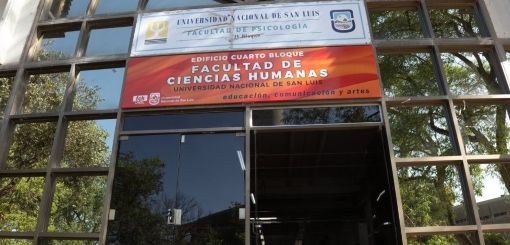 UNIVERSIDAD NACIONAL DE SAN LUIS
FACULTAD DE PSICOLOGÍA
EDIFICIO CUARTO BLOQUE
FACULTAD DE
CIENCIAS HUMANAS
UNIVERSIDAD NACIONAL DE SAN LUIS
educación, comunicación y artes